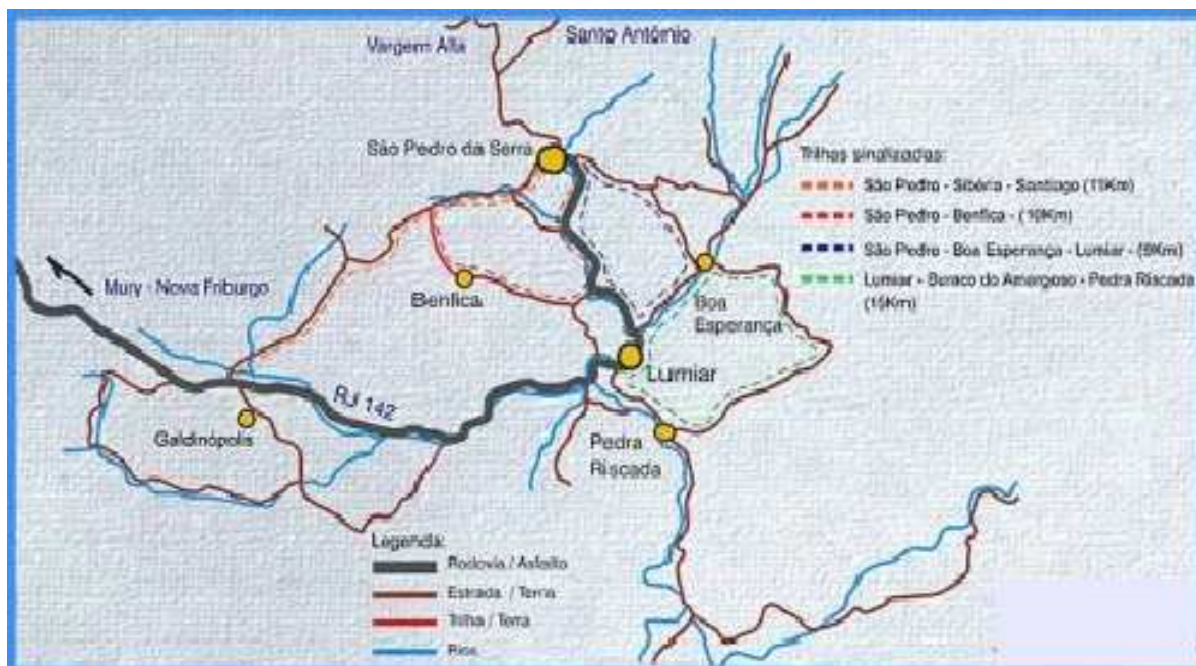 Vargem Alta
Santo Antônio
São Pedro da Serra
Trilhas sinalizadas:
São Pedro - Sibéria - Santiago (11Km)
São Pedro - Benfica - (10Km)
São Pedro - Boa Esperança - Lumiar -
Lumiar - Buraco do Amargoso - Pedra Riscada
(15Km)
Mury - Nova Friburgo
Benfica
Boa
Esperança
Lumiar
RJ 142
Galdinópolis
Pedra
Riscada
Legenda:
Rodovia / Asfalto
Estrada / Terra
Trilha / Terra
Rios